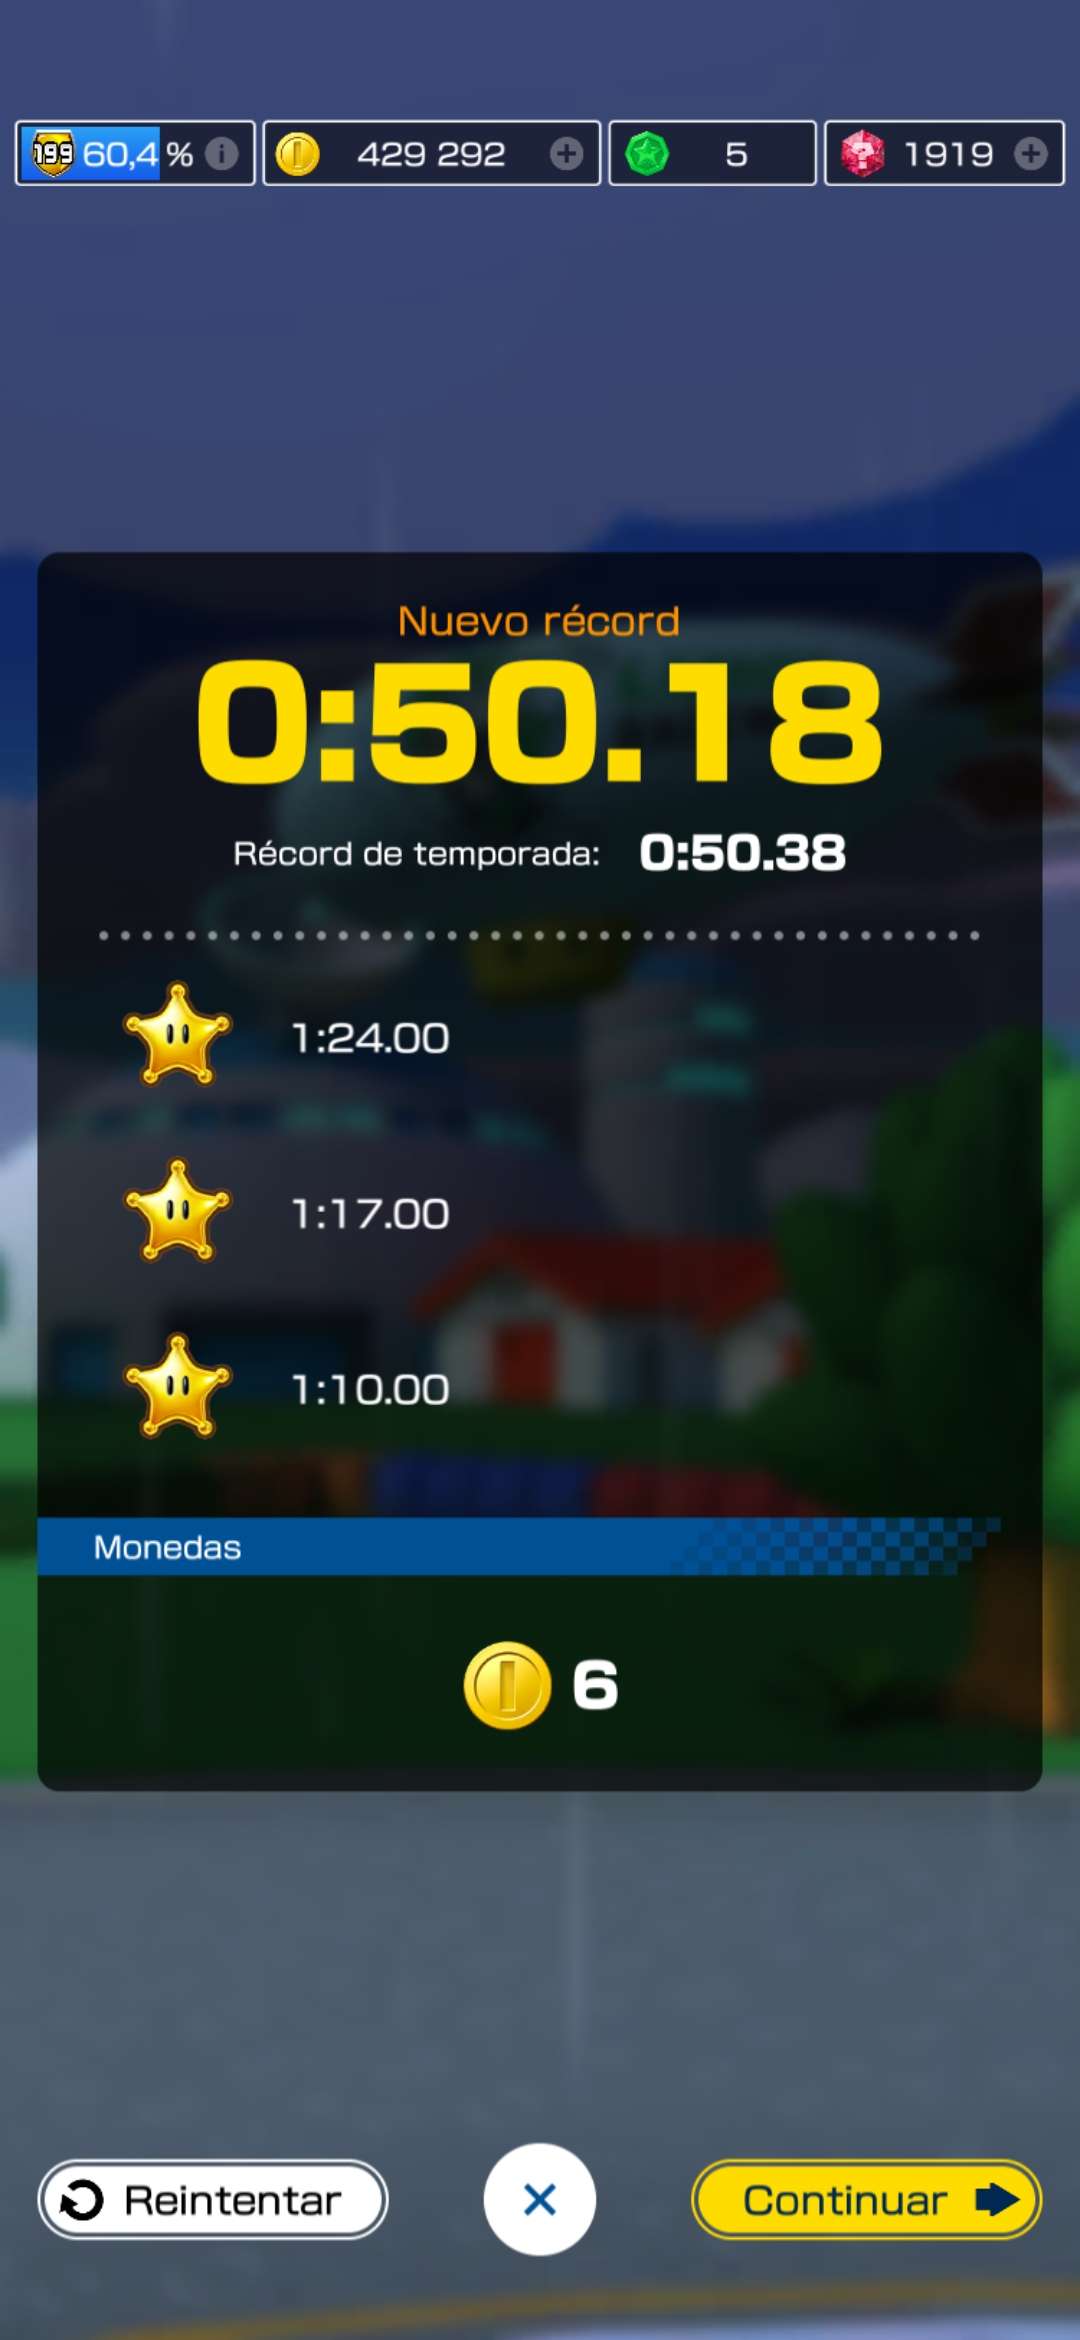 199 60,4 % 429 292 5 1919
Nuevo récord
0:50.18
Récord de temporada: 0:50.38
1:24.00
1:17.00
1:10.00
Monedas
6
Reintentar
Continuar